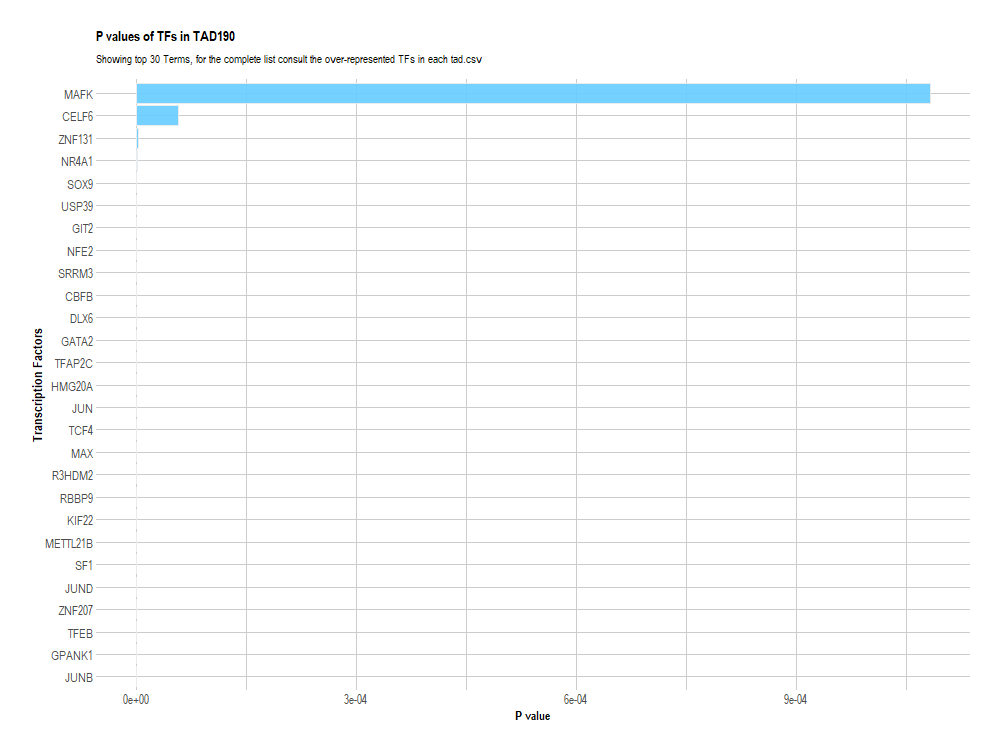 P values of TFs in TAD190
Showing top 30 Terms, for the complete list consult the over-represented TFs in each tad.csv
MAFK
CELF6
ZNF131
NR4A1
SOX9
USP39
GIT2
NFE2
SRRM3
CBFB
DLX6
GATA2
TFAP2C
HMG20A
JUN
TCF4
MAX
R3HDM2
RBBP9
KIF22
METTL21B
SF1
JUND
ZNF207
TFEB
GPANK1
JUNB
Transcription Factors
0e+00 3e-04 6e-04 9e-04
P value